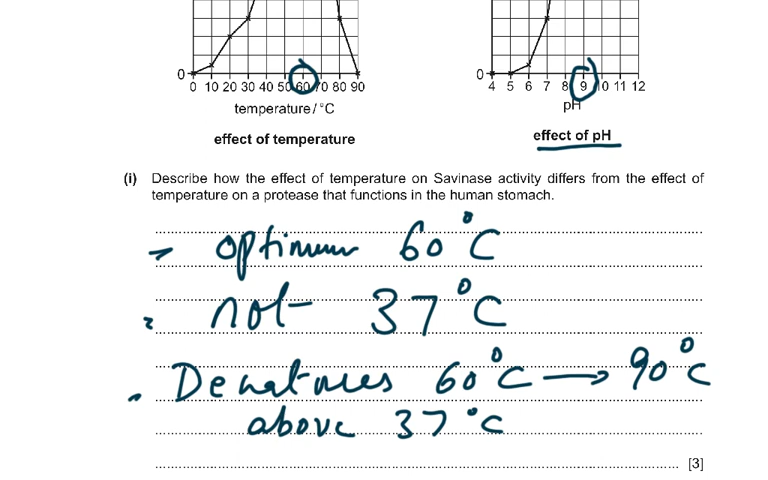 0
0 10 20 30 40 50 60 70 80 90
temperature / °C
effect of temperature
0
4 5 6 7 8 9 10 11 12
pH
effect of pH
(i) Describe how the effect of temperature on Savinase activity differs from the effect of
temperature on a protease that functions in the human stomach.
optimum 60°C
not 37°C
Denatures 60°C → 90°C
above 37°C
[3]